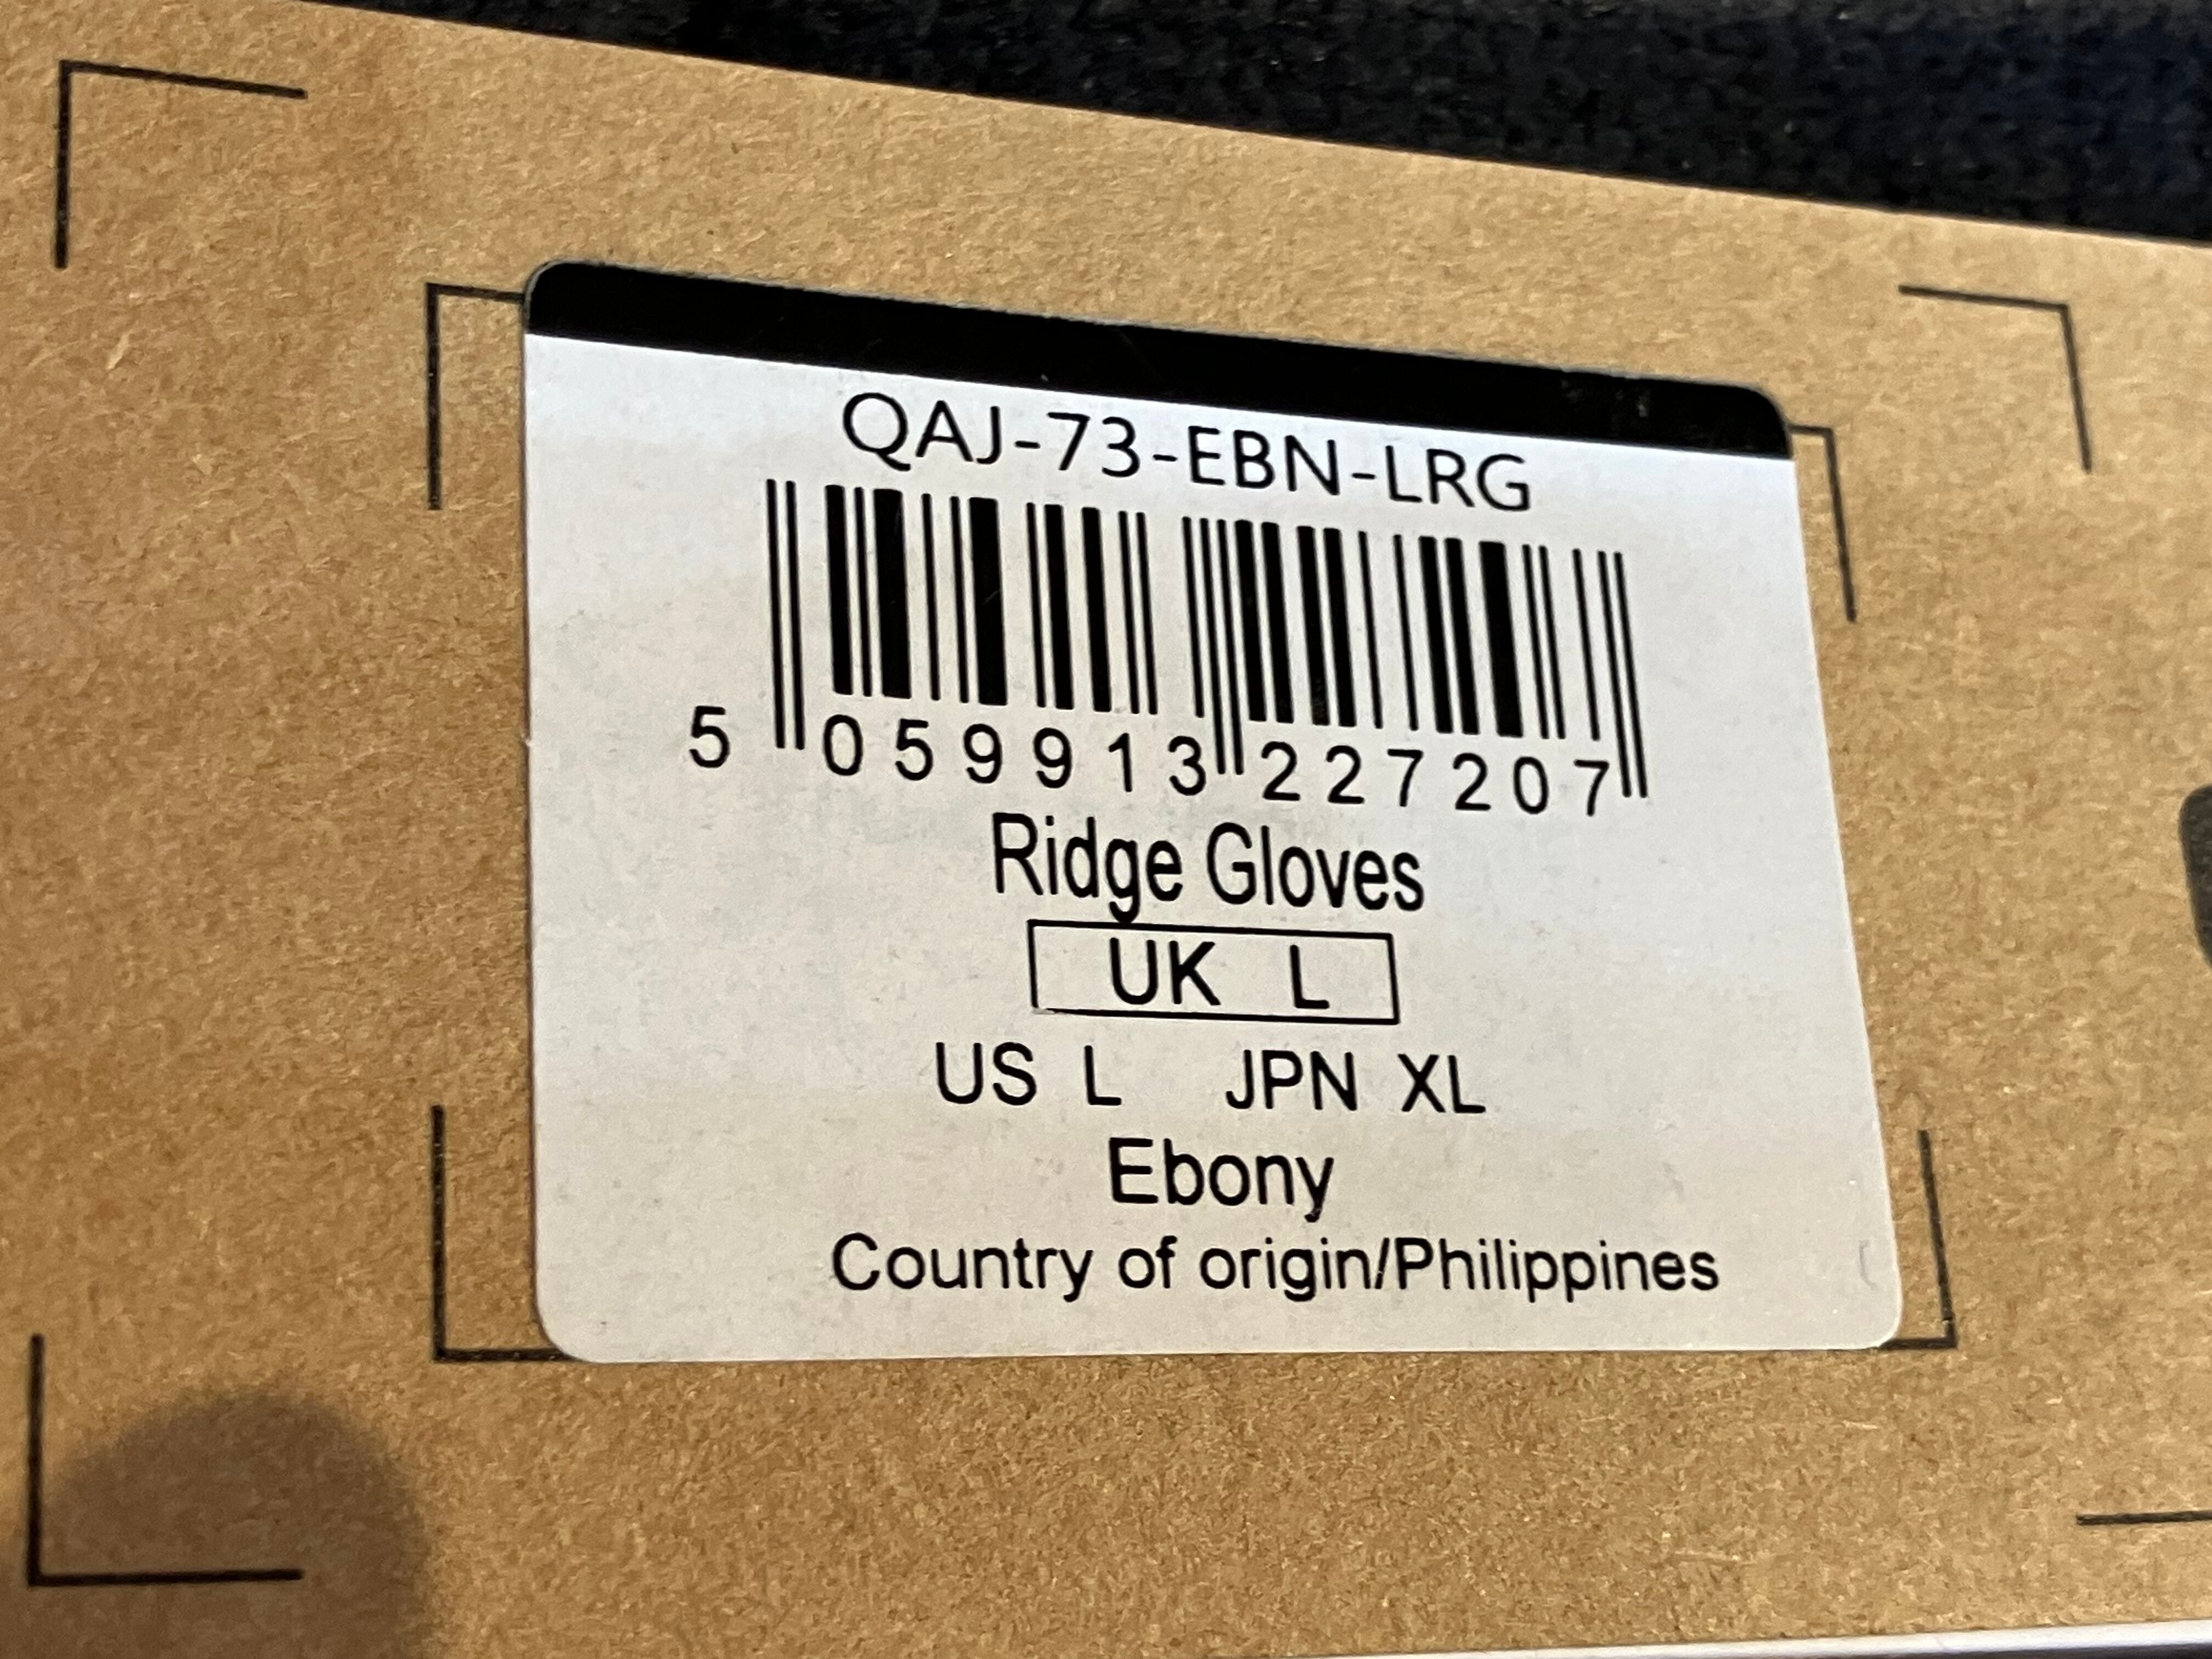 QAJ-73-EBN-LRG
5 059913 227207
Ridge Gloves
UK L
US L JPN XL
Ebony
Country of origin/Philippines